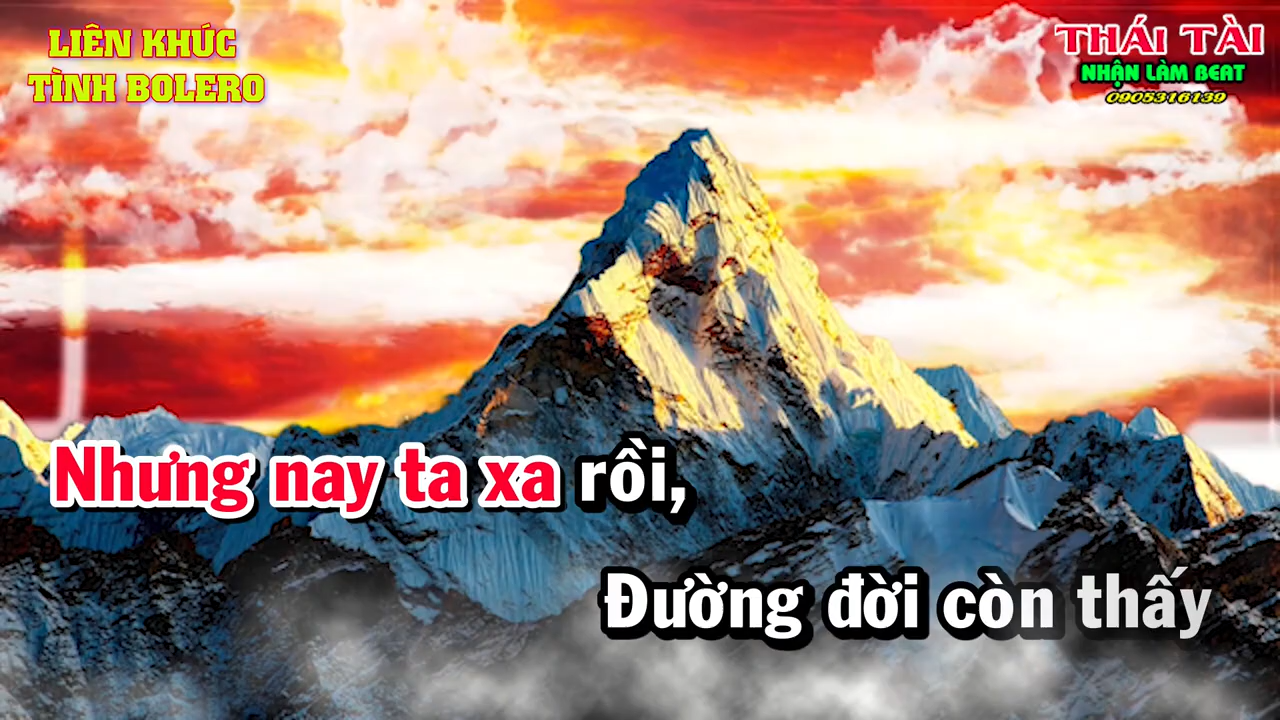 LIÊN KHÚC
TÌNH BOLERO
THÁI TÀI
NHẬN LÀM BEAT
0905316139
Nhưng nay ta xa rồi,
Đường đời còn thấy